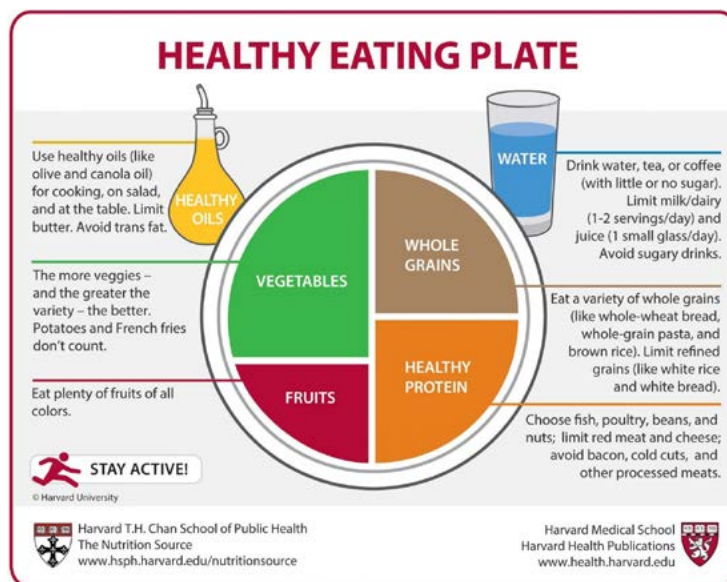 HEALTHY EATING PLATE
Use healthy oils (like
olive and canola oil)
for cooking, on salad,
and at the table. Limit
butter. Avoid trans fat.
HEALTHY
OILS
The more veggies –
and the greater the
variety – the better.
Potatoes and French fries
don’t count.
Eat plenty of fruits of all
colors.
VEGETABLES
FRUITS
WHOLE
GRAINS
HEALTHY
PROTEIN
WATER
Drink water, tea, or coffee
(with little or no sugar).
Limit milk/dairy
(1-2 servings/day) and
juice (1 small glass/day).
Avoid sugary drinks.
Eat a variety of whole grains
(like whole-wheat bread,
whole-grain pasta, and
brown rice). Limit refined
grains (like white rice
and white bread).
Choose fish, poultry, beans, and
nuts; limit red meat and cheese;
avoid bacon, cold cuts, and
other processed meats.
STAY ACTIVE!
© Harvard University
Harvard T.H. Chan School of Public Health
The Nutrition Source
www.hsph.harvard.edu/nutritionsource
Harvard Medical School
Harvard Health Publications
www.health.harvard.edu